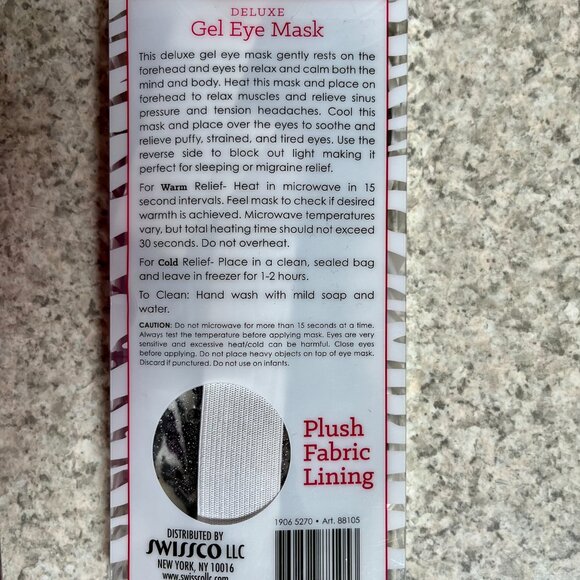 DELUXE
Gel Eye Mask
This deluxe gel eye mask gently rests on the
forehead and eyes to relax and calm both the
mind and body. Heat this mask and place on
forehead to relax muscles and relieve sinus
pressure and tension headaches. Cool this
mask and place over the eyes to soothe and
relieve puffy, strained, and tired eyes. Use the
reverse side to block out light making it
perfect for sleeping or migraine relief.
For Warm Relief- Heat in microwave in 15
second intervals. Feel mask to check if desired
warmth is achieved. Microwave temperatures
vary, but total heating time should not exceed
30 seconds. Do not overheat.
For Cold Relief- Place in a clean, sealed bag
and leave in freezer for 1-2 hours.
To Clean: Hand wash with mild soap and
water.
CAUTION: Do not microwave for more than 15 seconds at a time.
Always test the temperature before applying mask. Eyes are very
sensitive and excessive heat/cold can be harmful. Close eyes
before applying. Do not place heavy objects on top of eye mask.
Discard if punctured. Do not use on infants.
Plush
Fabric
Lining
1906 5270 • Art. 88105
DISTRIBUTED BY
SWISSCO LLC
NEW YORK, NY 10016
www.swisscollc.com